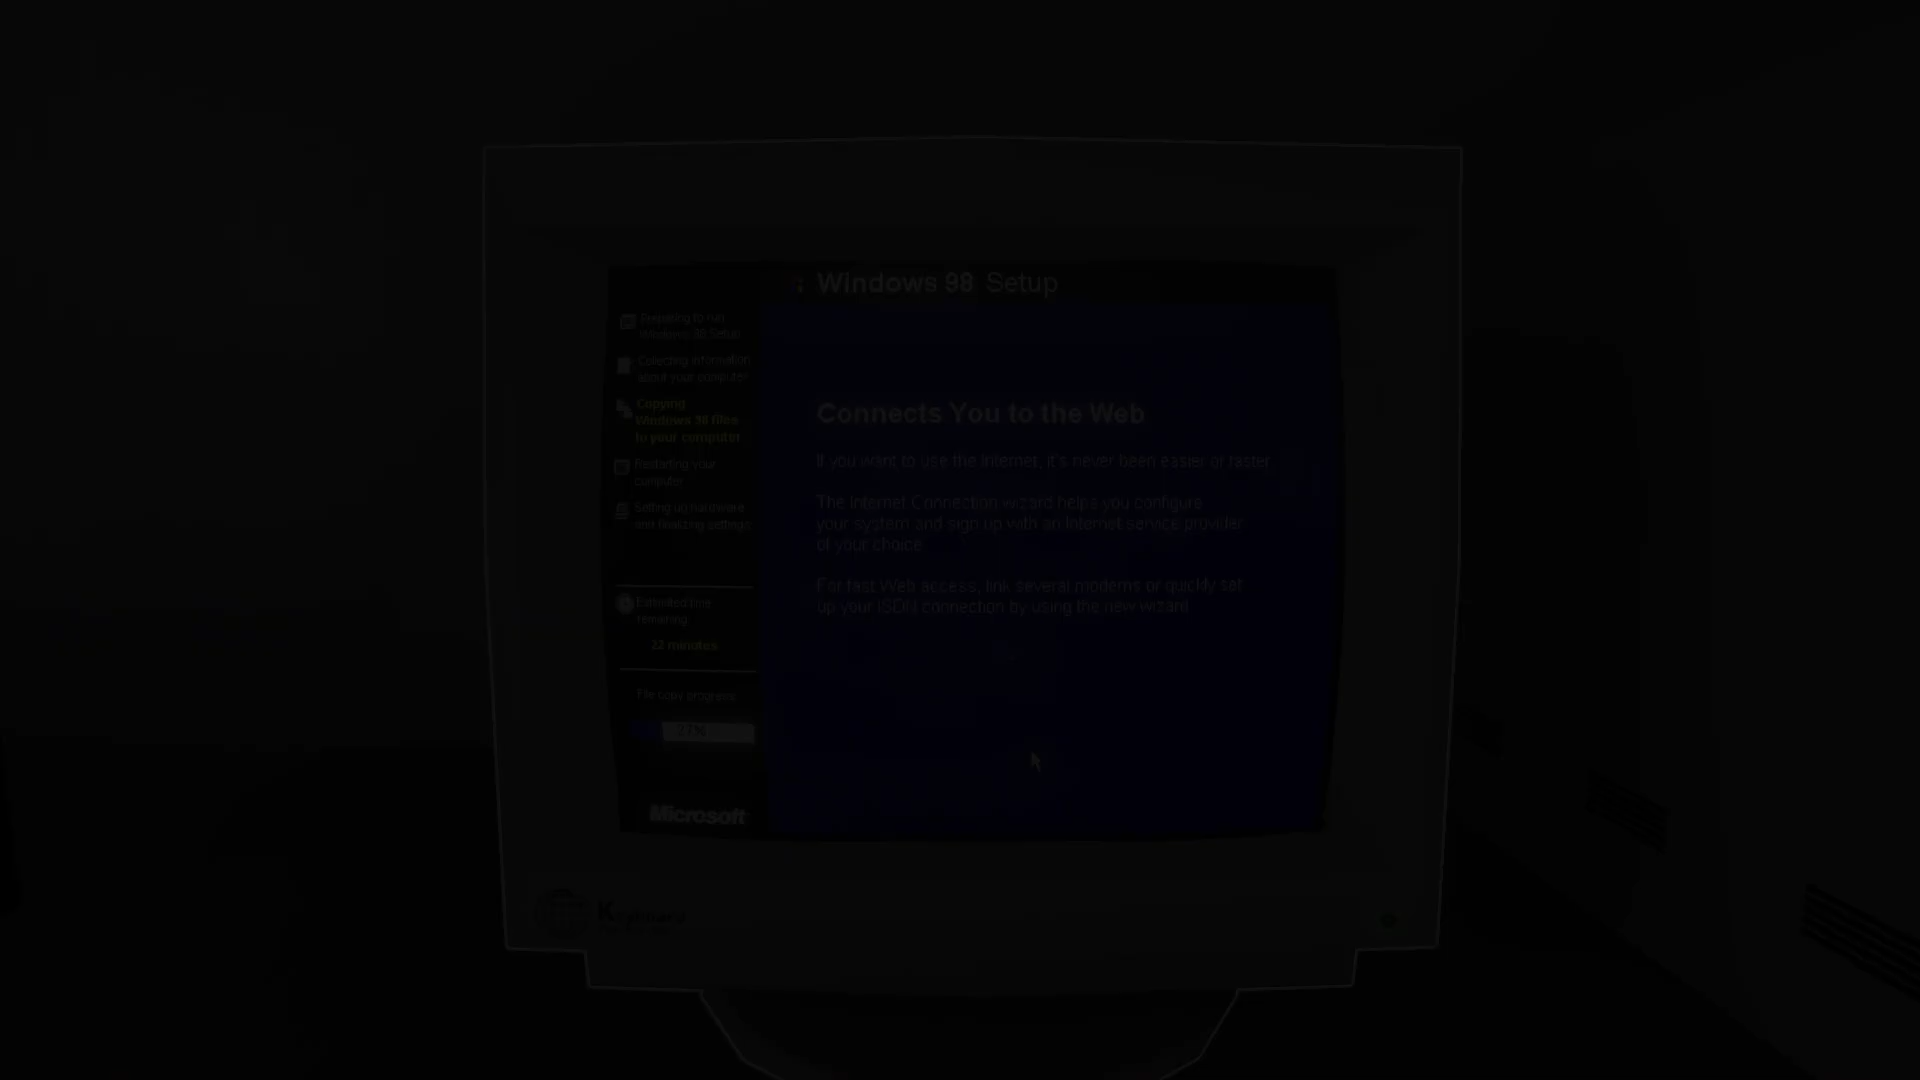 Windows 98 Setup
Preparing to run
Windows 98 Setup
Collecting information
about your computer
Copying
Windows 98 files
to your computer
Restarting your
computer
Setting up hardware
and finalizing settings
Estimated time
remaining:
22 minutes
File copy progress:
27%
Microsoft
Connects You to the Web
If you want to use the Internet, it's never been easier or faster.
The Internet Connection wizard helps you configure
your system and sign up with an Internet service provider
of your choice.
For fast Web access, link several modems or quickly set
up your ISDN connection by using the new wizard.
Keyboard